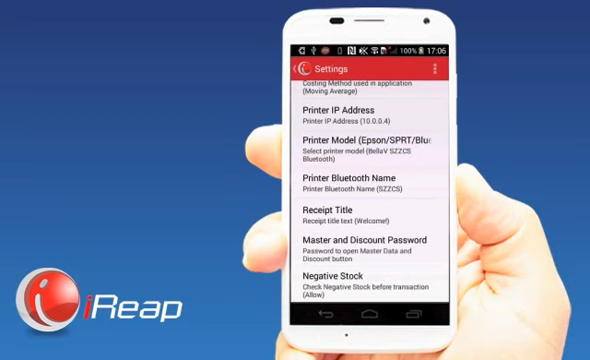 100% 17:06
Settings
Costing Method used in application
(Moving Average)
Printer IP Address
Printer IP Address (10.0.0.4)
Printer Model (Epson/SPRT/Blu
Select printer model (BellaV SZZCS
Bluetooth)
Printer Bluetooth Name
Printer Bluetooth Name (SZZCS)
Receipt Title
Receipt title text (Welcome!)
Master and Discount Password
Password to open Master Data and
Discount button
Negative Stock
Check Negative Stock before transaction
(Allow)
iReap